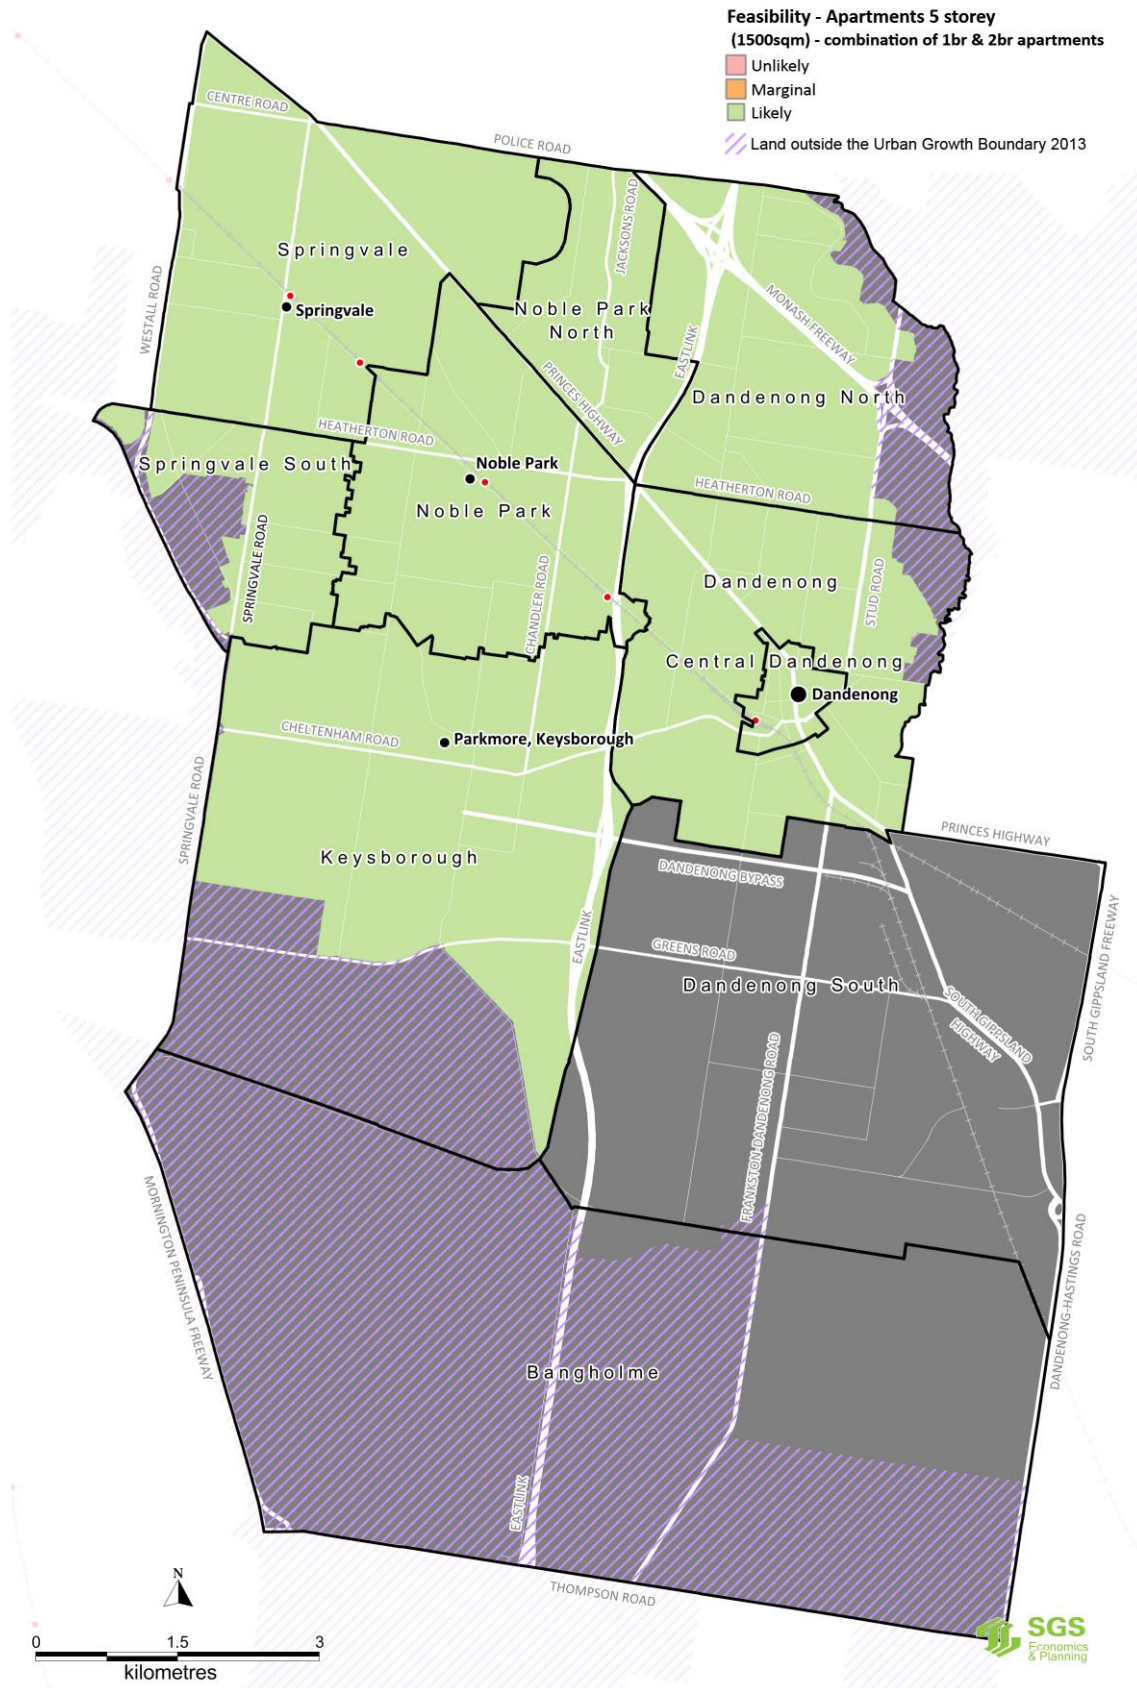 Feasibility - Apartments 5 storey
(1500sqm) - combination of 1br & 2br apartments
Unlikely
Marginal
Likely
Land outside the Urban Growth Boundary 2013
CENTRE ROAD
POLICE ROAD
JACKSONS ROAD
Springvale
WESTALL ROAD
Springvale
Noble Park
North
MONASH FREEWAY
EASTLINK
PRINCES HIGHWAY
Dandenong North
HEATHERTON ROAD
Springvale South
Noble Park
Noble Park
HEATHERTON ROAD
SPRINGVALE ROAD
CHANDLER ROAD
Dandenong
STUD ROAD
Central Dandenong
Dandenong
CHELTENHAM ROAD
Parkmore, Keysborough
SPRINGVALE ROAD
PRINCES HIGHWAY
Keysborough
DANDENONG BYPASS
EASTLINK
GREENS ROAD
SOUTH GIPPSLAND FREEWAY
Dandenong South
SOUTH GIPPSLAND
HIGHWAY
FRANKSTON-DANDENONG ROAD
MORNINGTON PENINSULA FREEWAY
DANDENONG-HASTINGS ROAD
Bangholme
EASTLINK
THOMPSON ROAD
N
0 1.5 3
kilometres
SGS
Economics
& Planning